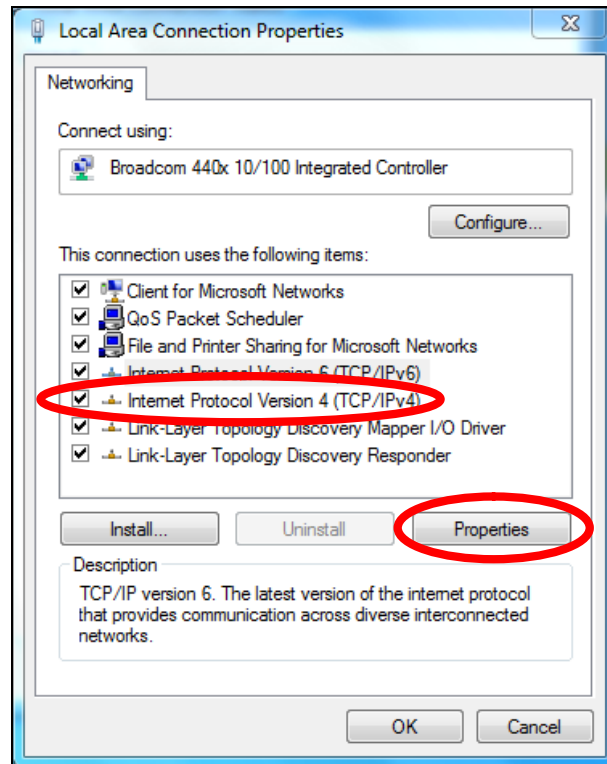 Local Area Connection Properties
Networking
Connect using:
Broadcom 440x 10/100 Integrated Controller
Configure...
This connection uses the following items:
Client for Microsoft Networks
QoS Packet Scheduler
File and Printer Sharing for Microsoft Networks
Internet Protocol Version 6 (TCP/IPv6)
Internet Protocol Version 4 (TCP/IPv4)
Link-Layer Topology Discovery Mapper I/O Driver
Link-Layer Topology Discovery Responder
Install...
Uninstall
Properties
Description
TCP/IP version 6. The latest version of the internet protocol
that provides communication across diverse interconnected
networks.
OK
Cancel